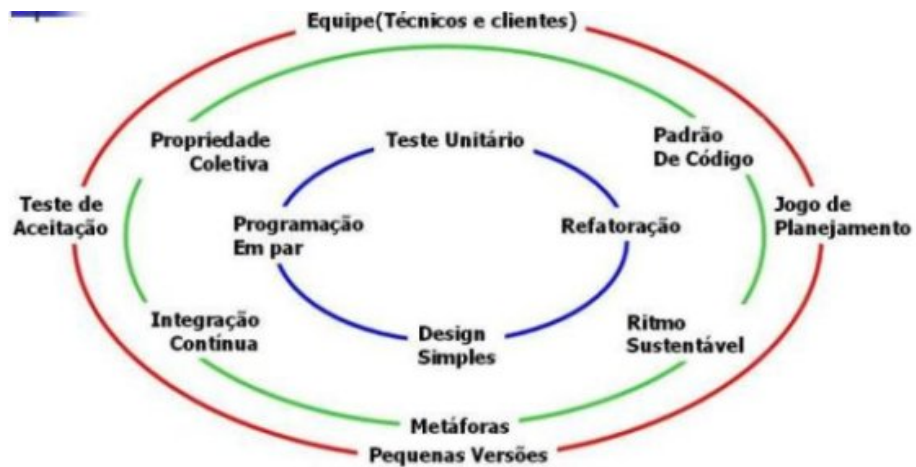 Equipe(Técnicos e clientes)
Propriedade
Coletiva
Teste Unitário
Padrão
De Código
Teste de
Aceitação
Programação
Em par
Refatoração
Jogo de
Planejamento
Integração
Contínua
Design
Simples
Ritmo
Sustentável
Metáforas
Pequenas Versões